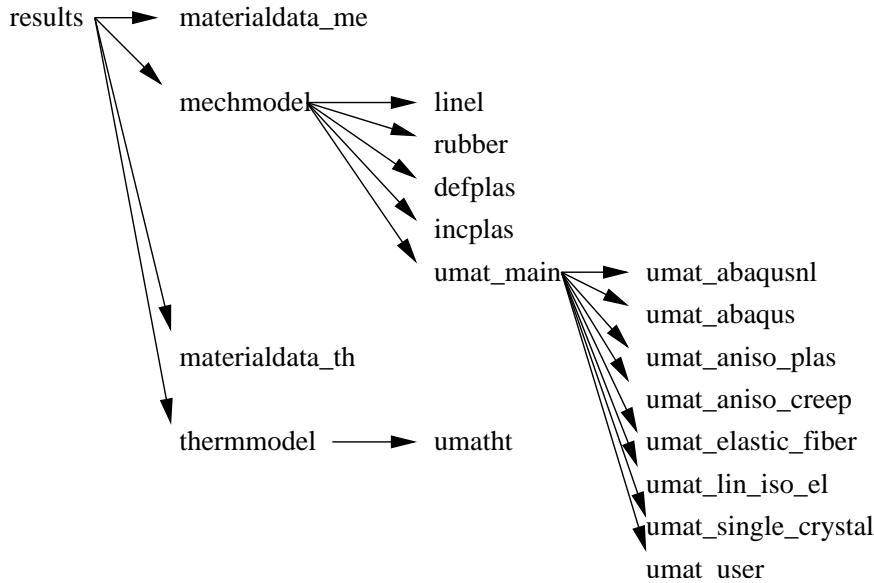 results
materialdata_me
mechmodel
linel
rubber
defplas
incplas
umat_main
umat_abaqusnl
umat_abaqus
umat_aniso_plas
umat_aniso_creep
umat_elastic_fiber
umat_lin_iso_el
umat_single_crystal
umat_user
materialdata_th
thermmodel
umatht